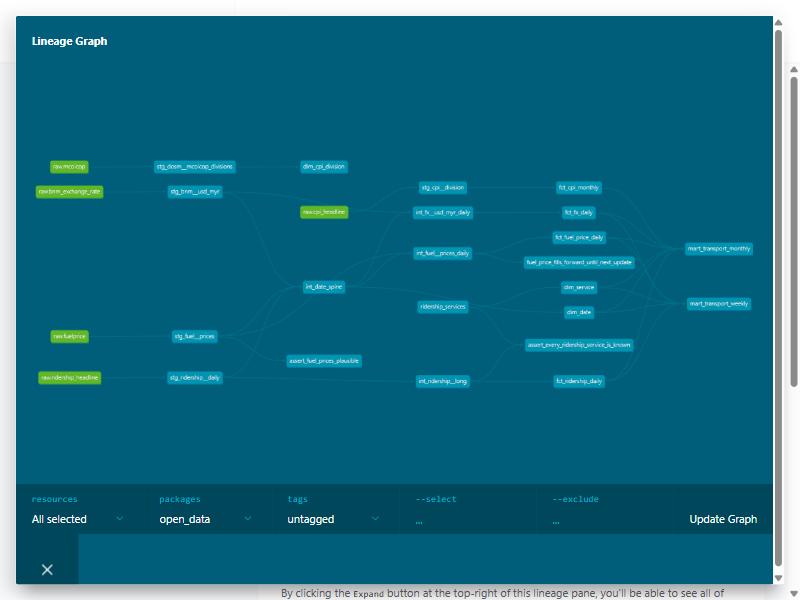 Lineage Graph
raw.mcoicop
stg_dosm__mcoicop_divisions
dim_cpi_division
raw.bnm_exchange_rate
stg_bnm__usd_myr
raw.cpi_headline
stg_cpi__division
fct_cpi_monthly
int_fx__usd_myr_daily
fct_fx_daily
fct_fuel_price_daily
int_fuel__prices_daily
fuel_price_fills_forward_until_next_update
mart_transport_monthly
int_date_spine
dim_service
ridership_services
dim_date
mart_transport_weekly
raw.fuelprice
stg_fuel__prices
assert_every_ridership_service_is_known
assert_fuel_prices_plausible
raw.ridership_headline
stg_ridership__daily
int_ridership__long
fct_ridership_daily
resources
packages
tags
--select
--exclude
All selected
open_data
untagged
...
...
Update Graph
By clicking the Expand button at the top-right of this lineage pane, you'll be able to see all of